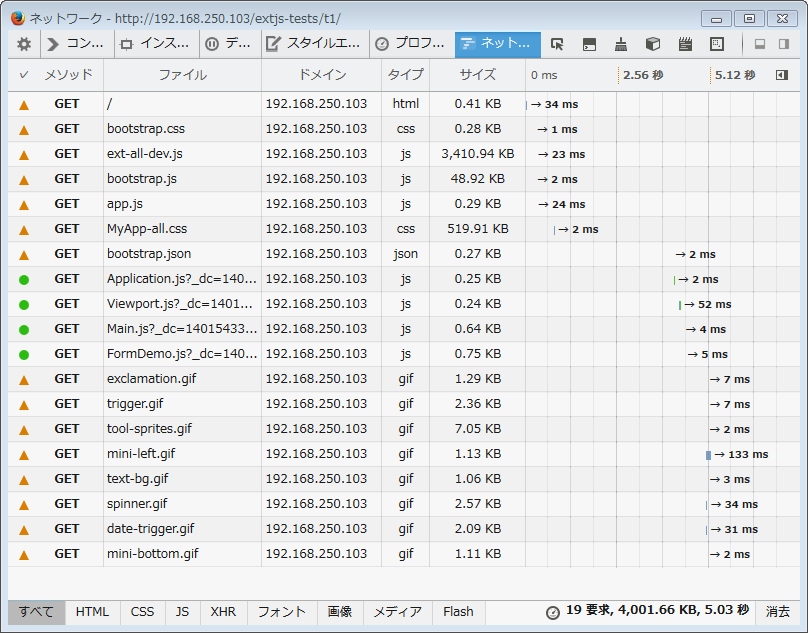 ネットワーク - http://192.168.250.103/extjs-tests/t1/
コン... インス... デ... スタイルエ... プロフ... ネット...
✓ メソッド ファイル ドメイン タイプ サイズ 0 ms 2.56 秒 5.12 秒
▲ GET / 192.168.250.103 html 0.41 KB → 34 ms
▲ GET bootstrap.css 192.168.250.103 css 0.28 KB → 1 ms
▲ GET ext-all-dev.js 192.168.250.103 js 3,410.94 KB → 23 ms
▲ GET bootstrap.js 192.168.250.103 js 48.92 KB → 2 ms
▲ GET app.js 192.168.250.103 js 0.29 KB → 24 ms
▲ GET MyApp-all.css 192.168.250.103 css 519.91 KB → 2 ms
▲ GET bootstrap.json 192.168.250.103 json 0.27 KB → 2 ms
● GET Application.js?_dc=140... 192.168.250.103 js 0.25 KB → 2 ms
● GET Viewport.js?_dc=1401... 192.168.250.103 js 0.24 KB → 52 ms
● GET Main.js?_dc=14015433... 192.168.250.103 js 0.64 KB → 4 ms
● GET FormDemo.js?_dc=140... 192.168.250.103 js 0.75 KB → 5 ms
▲ GET exclamation.gif 192.168.250.103 gif 1.29 KB → 7 ms
▲ GET trigger.gif 192.168.250.103 gif 2.36 KB → 7 ms
▲ GET tool-sprites.gif 192.168.250.103 gif 7.05 KB → 2 ms
▲ GET mini-left.gif 192.168.250.103 gif 1.13 KB → 133 ms
▲ GET text-bg.gif 192.168.250.103 gif 1.06 KB → 3 ms
▲ GET spinner.gif 192.168.250.103 gif 2.57 KB → 34 ms
▲ GET date-trigger.gif 192.168.250.103 gif 2.09 KB → 31 ms
▲ GET mini-bottom.gif 192.168.250.103 gif 1.11 KB → 2 ms
すべて HTML CSS JS XHR フォント 画像 メディア Flash 19 要求, 4,001.66 KB, 5.03 秒 消去